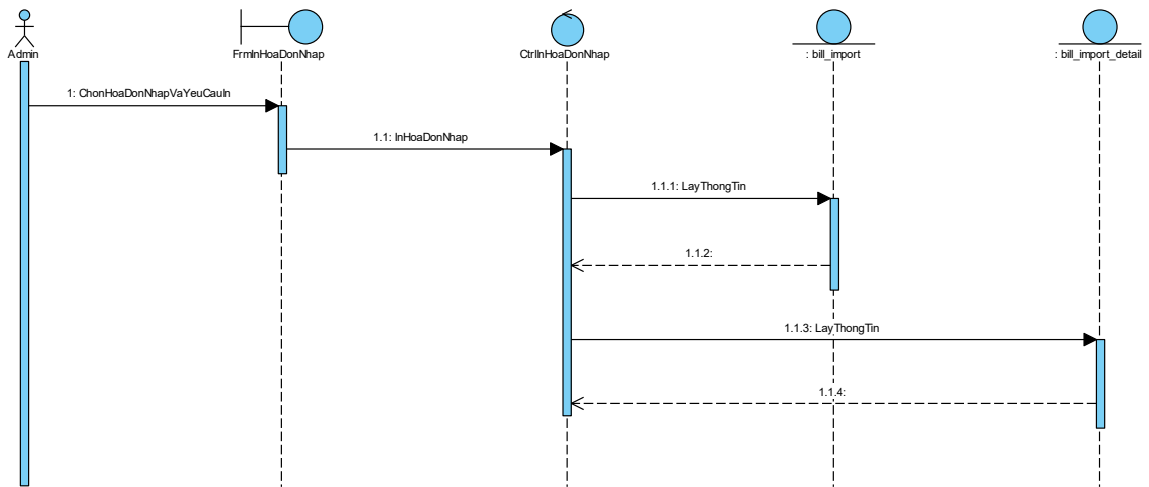 Admin
FrmInHoaDonNhap
CtrlInHoaDonNhap
: bill_import
: bill_import_detail
1: ChonHoaDonNhapVaYeuCauIn
1.1: InHoaDonNhap
1.1.1: LayThongTin
1.1.2:
1.1.3: LayThongTin
1.1.4: